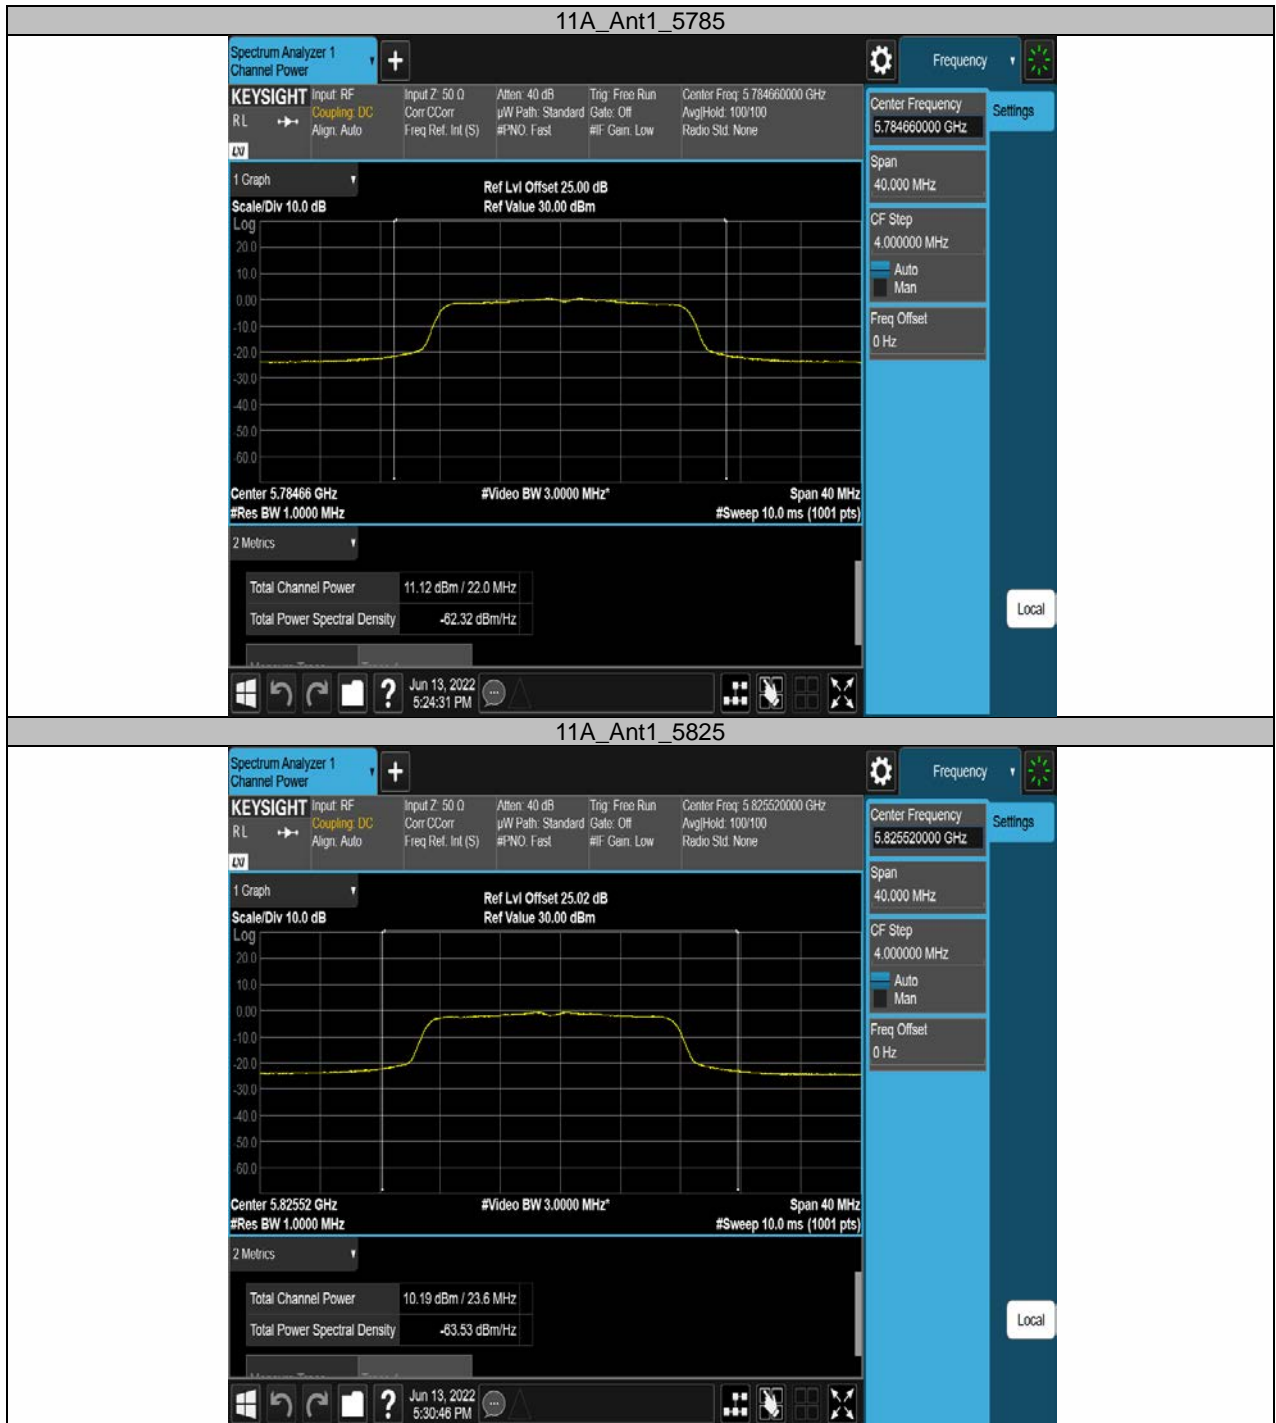 11A_Ant1_5785
Spectrum Analyzer 1
Channel Power
+
Frequency
KEYSIGHT
RL
LXI
Input: RF
Coupling: DC
Align: Auto
Input Z: 50 Ω
Corr CCorr
Freq Ref: Int (S)
Atten: 40 dB
µW Path: Standard
#PNO: Fast
Trig: Free Run
Gate: Off
#IF Gain: Low
Center Freq: 5.784660000 GHz
Avg|Hold: 100/100
Radio Std: None
Center Frequency
5.784660000 GHz
Settings
Span
40.000 MHz
CF Step
4.000000 MHz
Auto
Man
Freq Offset
0 Hz
1 Graph
Scale/Div 10.0 dB
Ref Lvl Offset 25.00 dB
Ref Value 30.00 dBm
Log
20.0
10.0
0.00
-10.0
-20.0
-30.0
-40.0
-50.0
-60.0
Center 5.78466 GHz
#Video BW 3.0000 MHz*
Span 40 MHz
#Res BW 1.0000 MHz
#Sweep 10.0 ms (1001 pts)
2 Metrics
Total Channel Power 11.12 dBm / 22.0 MHz
Total Power Spectral Density -62.32 dBm/Hz
Local
?
Jun 13, 2022
5:24:31 PM
11A_Ant1_5825
Spectrum Analyzer 1
Channel Power
+
Frequency
KEYSIGHT
RL
LXI
Input: RF
Coupling: DC
Align: Auto
Input Z: 50 Ω
Corr CCorr
Freq Ref: Int (S)
Atten: 40 dB
µW Path: Standard
#PNO: Fast
Trig: Free Run
Gate: Off
#IF Gain: Low
Center Freq: 5.825520000 GHz
Avg|Hold: 100/100
Radio Std: None
Center Frequency
5.825520000 GHz
Settings
Span
40.000 MHz
CF Step
4.000000 MHz
Auto
Man
Freq Offset
0 Hz
1 Graph
Scale/Div 10.0 dB
Ref Lvl Offset 25.02 dB
Ref Value 30.00 dBm
Log
20.0
10.0
0.00
-10.0
-20.0
-30.0
-40.0
-50.0
-60.0
Center 5.82552 GHz
#Video BW 3.0000 MHz*
Span 40 MHz
#Res BW 1.0000 MHz
#Sweep 10.0 ms (1001 pts)
2 Metrics
Total Channel Power 10.19 dBm / 23.6 MHz
Total Power Spectral Density -63.53 dBm/Hz
Local
?
Jun 13, 2022
5:30:46 PM